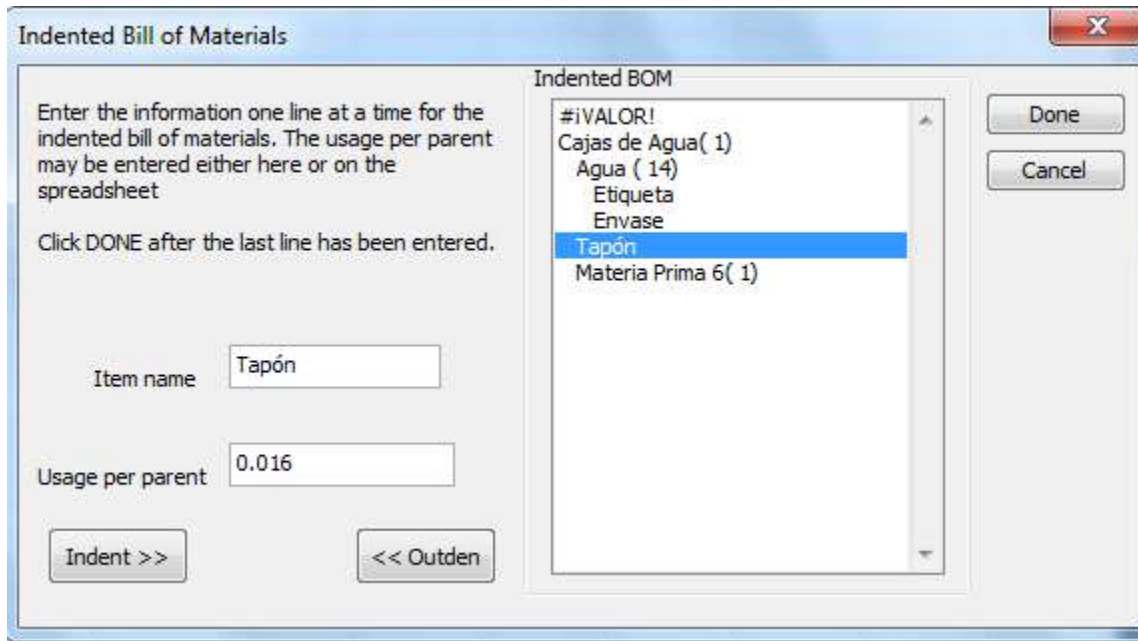 Indented Bill of Materials
Enter the information one line at a time for the
indented bill of materials. The usage per parent
may be entered either here or on the
spreadsheet
Click DONE after the last line has been entered.
Item name
Tapón
Usage per parent
0.016
Indent >>
<< Outden
Indented BOM
#¡VALOR!
Cajas de Agua( 1)
Agua ( 14)
Etiqueta
Envase
Tapón
Materia Prima 6( 1)
Done
Cancel